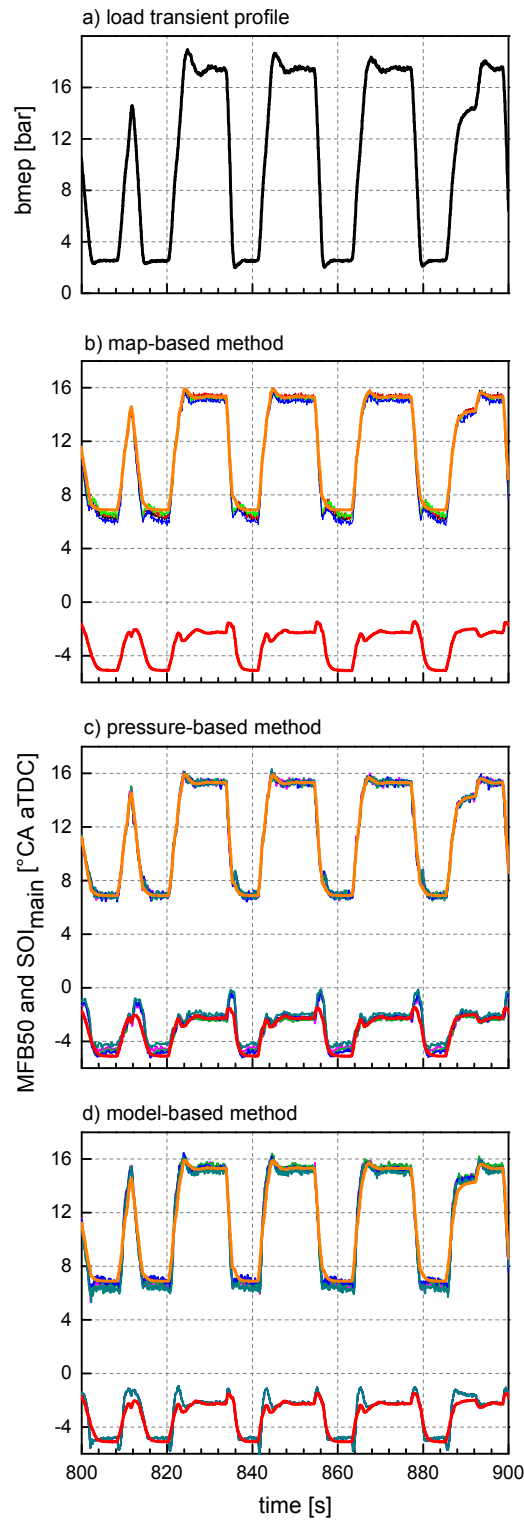 a) load transient profile
16
12
8
4
0
bmep [bar]
b) map-based method
16
12
8
4
0
-4
c) pressure-based method
16
12
8
4
0
-4
MFB50 and SOI_main [°CA aTDC]
d) model-based method
16
12
8
4
0
-4
800 820 840 860 880 900
time [s]